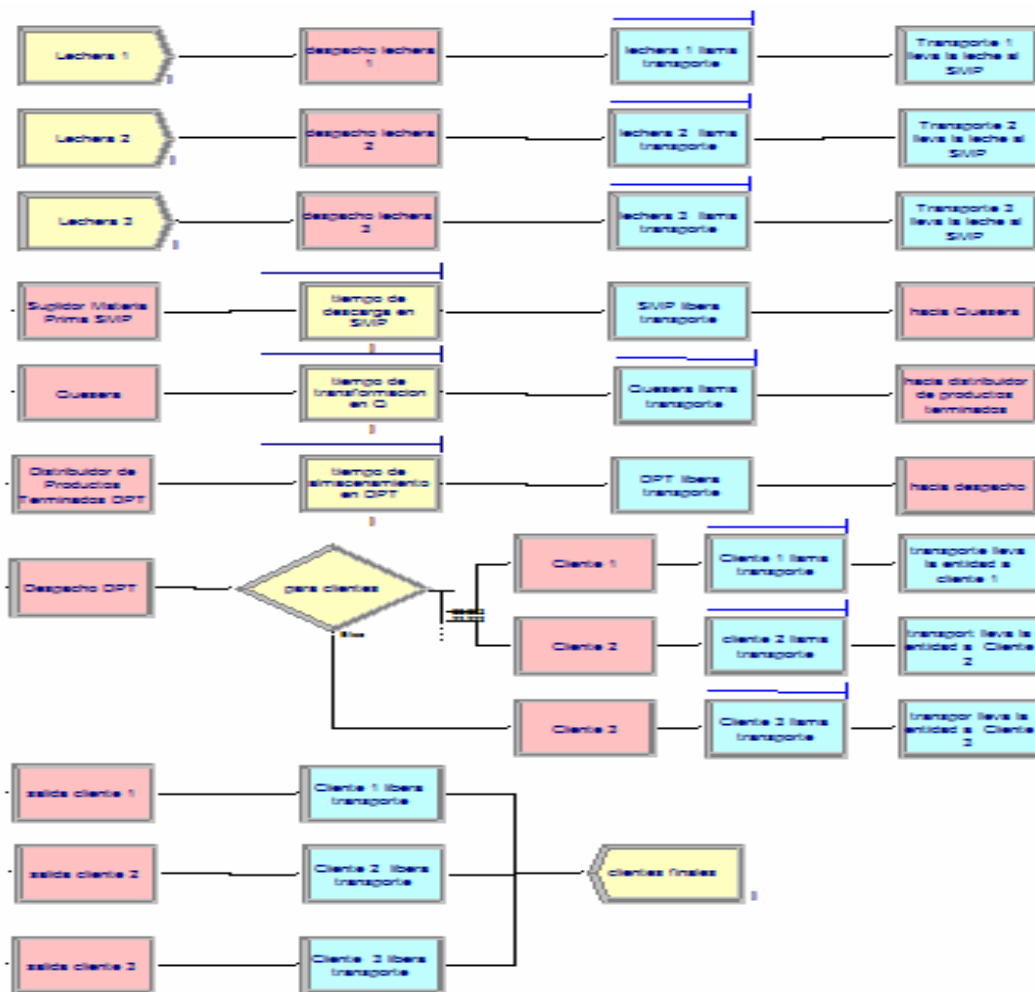 Lechera 1
despacho lechera
1
lechera 1 llama
transporte
Transporte 1
lleva la leche al
SMP
Lechera 2
despacho lechera
2
lechera 2 llama
transporte
Transporte 2
lleva la leche al
SMP
Lechera 3
despacho lechera
3
lechera 3 llama
transporte
Transporte 3
lleva la leche al
SMP
Suplidor Materia
Prima SMP
tiempo de
descarga en
SMP
SMP libera
transporte
hacia Quesera
Quesera
tiempo de
transformacion
en Q
Quesera llama
transporte
hacia distribuidor
de productos
terminados
Distribuidor de
Productos
Terminados DPT
tiempo de
almacenamiento
en DPT
DPT libera
transporte
hacia despacho
Despacho DPT
para clientes
Else
Cliente 1
Cliente 1 llama
transporte
transporte lleva
la entidad a
cliente 1
Cliente 2
cliente 2 llama
transporte
transport lleva la
entidad a Cliente
2
Cliente 3
Cliente 3 llama
transporte
transpor lleva la
entidad a Cliente
3
salida cliente 1
Cliente 1 libera
transporte
salida cliente 2
Cliente 2 libera
transporte
clientes finales
salida cliente 3
Cliente 3 libera
transporte